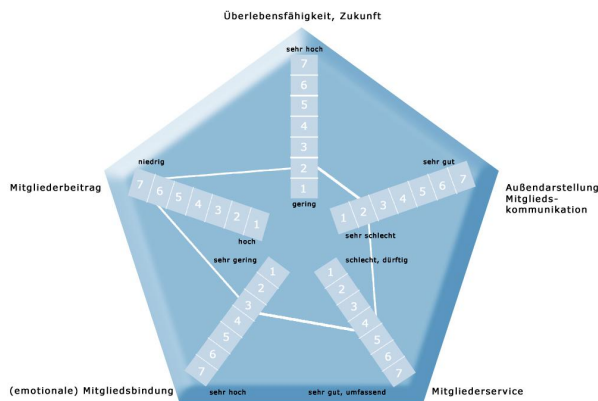 Überlebensfähigkeit, Zukunft
sehr hoch
7
6
5
4
3
2
1
gering
niedrig
Mitgliederbeitrag
7 6 5 4 3 2 1
hoch
sehr gut
Außendarstellung
Mitglieds-
kommunikation
1 2 3 4 5 6 7
sehr schlecht
sehr gering
1
2
3
4
5
6
7
(emotionale) Mitgliedsbindung
sehr hoch
schlecht, dürftig
1
2
3
4
5
6
7
sehr gut, umfassend
Mitgliederservice